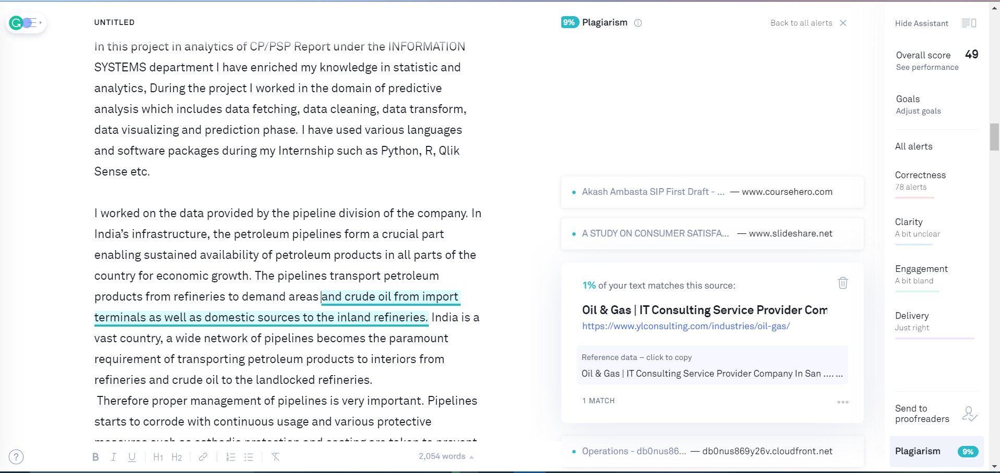 UNTITLED
In this project in analytics of CP/PSP Report under the INFORMATION
SYSTEMS department I have enriched my knowledge in statistic and
analytics, During the project I worked in the domain of predictive
analysis which includes data fetching, data cleaning, data transform,
data visualizing and prediction phase. I have used various languages
and software packages during my Internship such as Python, R, Qlik
Sense etc.
I worked on the data provided by the pipeline division of the company. In
India’s infrastructure, the petroleum pipelines form a crucial part
enabling sustained availability of petroleum products in all parts of the
country for economic growth. The pipelines transport petroleum
products from refineries to demand areas and crude oil from import
terminals as well as domestic sources to the inland refineries. India is a
vast country, a wide network of pipelines becomes the paramount
requirement of transporting petroleum products to interiors from
refineries and crude oil to the landlocked refineries.
Therefore proper management of pipelines is very important. Pipelines
starts to corrode with continuous usage and various protective
measures such as cathodic protection and coating are taken to prevent
B I U H1 H2
2,054 words
9% Plagiarism
Back to all alerts
Akash Ambasta SIP First Draft - ... — www.coursehero.com
A STUDY ON CONSUMER SATISFA... — www.slideshare.net
1% of your text matches this source:
Oil & Gas | IT Consulting Service Provider Com
https://www.ylconsulting.com/industries/oil-gas/
Reference data – click to copy
Oil & Gas | IT Consulting Service Provider Company In San .... ...
1 MATCH
Operations - db0nus86... — db0nus869y26v.cloudfront.net
Hide Assistant
Overall score 49
See performance
Goals
Adjust goals
All alerts
Correctness
78 alerts
Clarity
A bit unclear
Engagement
A bit bland
Delivery
Just right
Send to
proofreaders
Plagiarism 9%